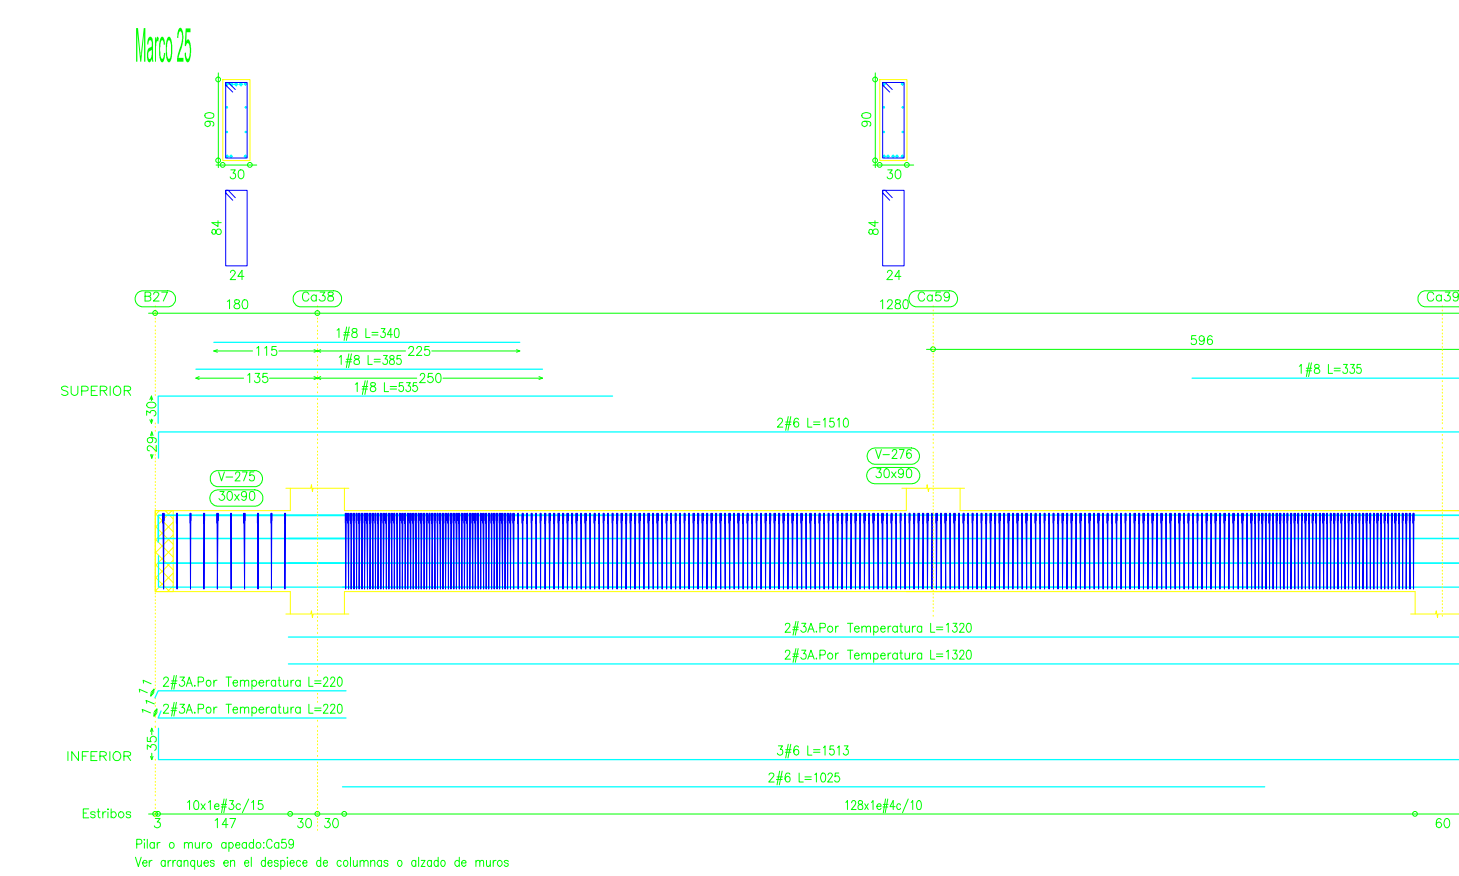 Marco 25
90
90
30
30
84
84
24
24
B27
180
Ca38
1280
Ca59
Ca39
1#8 L=340
115
225
596
1#8 L=385
135
250
1#8 L=335
SUPERIOR
1#8 L=535
30
2#6 L=1510
29
V-275
30x90
V-276
30x90
2#3A.Por Temperatura L=1320
2#3A.Por Temperatura L=1320
7 7
2#3A.Por Temperatura L=220
7 7
2#3A.Por Temperatura L=220
35
INFERIOR
3#6 L=1513
2#6 L=1025
Estribos
10x1e#3c/15
128x1e#4c/10
3
147
30
30
60
Pilar o muro apeado:Ca59
Ver arranques en el despiece de columnas o alzado de muros